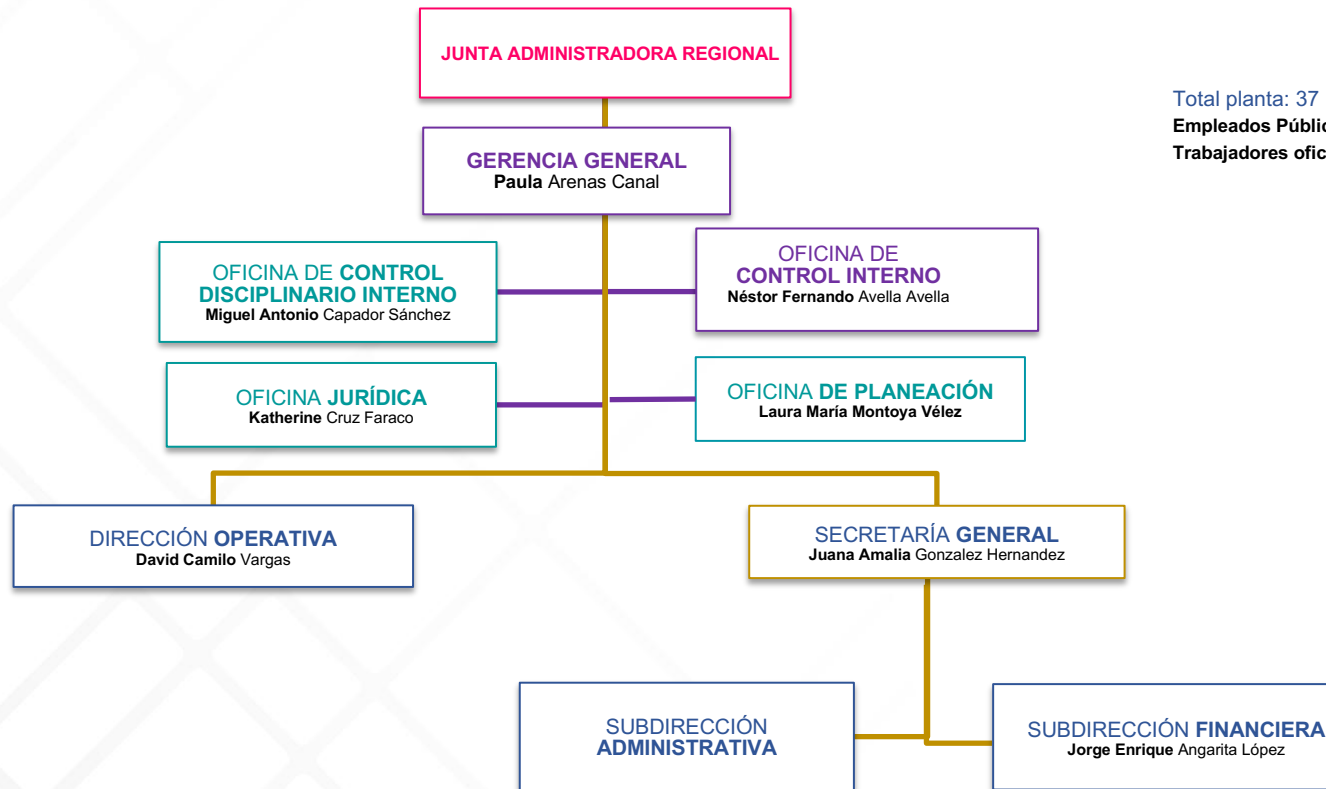 JUNTA ADMINISTRADORA REGIONAL
Total planta: 37
Empleados
Trabajadores
GERENCIA GENERAL
Paula Arenas Canal
OFICINA DE CONTROL
DISCIPLINARIO INTERNO
Miguel Antonio Capador Sánchez
OFICINA DE
CONTROL INTERNO
Néstor Fernando Avella Avella
OFICINA JURÍDICA
Katherine Cruz Faraco
OFICINA DE PLANEACIÓN
Laura María Montoya Vélez
DIRECCIÓN OPERATIVA
David Camilo Vargas
SECRETARÍA GENERAL
Juana Amalia Gonzalez Hernandez
SUBDIRECCIÓN
ADMINISTRATIVA
SUBDIRECCIÓN FINANCIERA
Jorge Enrique Angarita López